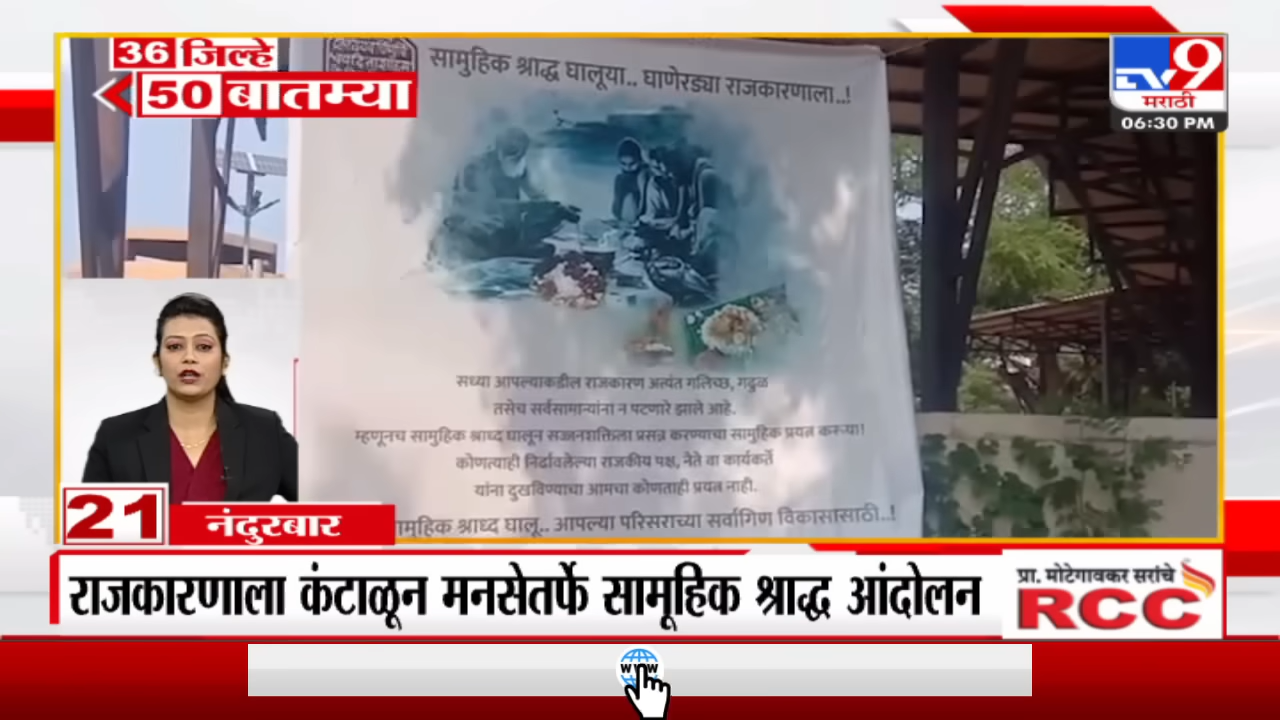 36 जिल्हे
50 बातम्या
सामुहिक श्राद्ध घालूया.. घाणेरड्या राजकारणाला..!
TV9
मराठी
06:30 PM
सध्या आपल्याकडील राजकारण अत्यंत गलिच्छ, गढुळ
तसेच सर्वसामान्यांना न पटणारे झाले आहे.
म्हणूनच सामुहिक श्राध्द घालून सज्जनशक्तिला प्रसन्न करण्याचा सामुहिक प्रयत्न करूया!
कोणत्याही निर्ढावलेल्या राजकीय पक्ष, नेते वा कार्यकर्ते
यांना दुखविण्याचा आमचा कोणताही प्रयत्न नाही.
ामुहिक श्राध्द घालू.. आपल्या परिसराच्या सर्वांगिण विकासासाठी..!
21
नंदुरबार
राजकारणाला कंटाळून मनसेतर्फे सामूहिक श्राद्ध आंदोलन
प्रा. मोटेगावकर सरांचे
RCC
www